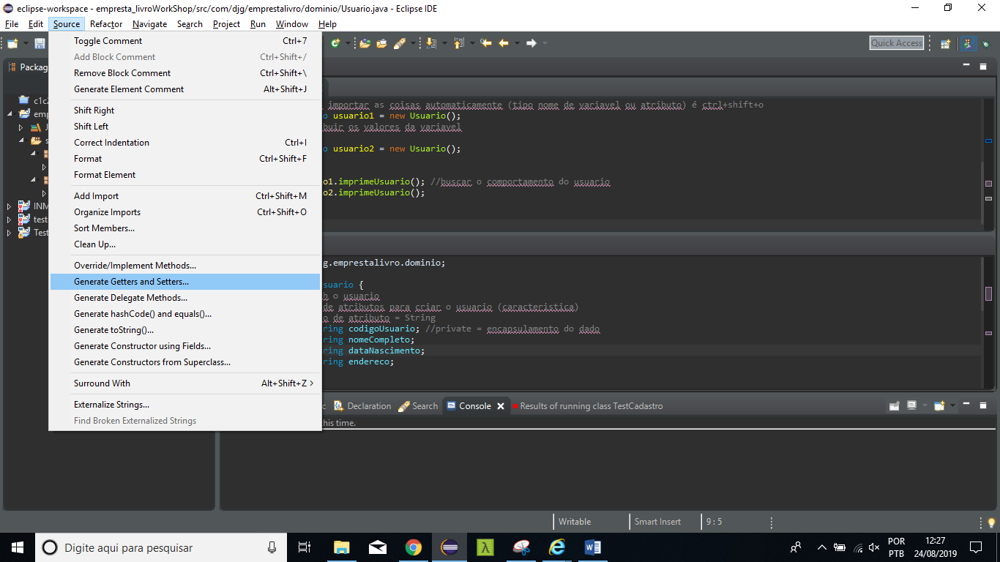 eclipse-workspace - empresta_livroWorkShop/src/com/djg/emprestalivro/dominio/Usuario.java - Eclipse IDE
File Edit Source Refactor Navigate Search Project Run Window Help
Quick Access
Toggle Comment Ctrl+7
Add Block Comment Ctrl+Shift+/
Remove Block Comment Ctrl+Shift+\
Generate Element Comment Alt+Shift+J
Shift Right
Shift Left
Correct Indentation Ctrl+I
Format Ctrl+Shift+F
Format Element
Add Import Ctrl+Shift+M
Organize Imports Ctrl+Shift+O
Sort Members...
Clean Up...
Override/Implement Methods...
Generate Getters and Setters...
Generate Delegate Methods...
Generate hashCode() and equals()...
Generate toString()...
Generate Constructor using Fields...
Generate Constructors from Superclass...
Surround With Alt+Shift+Z
Externalize Strings...
Find Broken Externalized Strings
Packag
c1c2
emp
J
s
INM
test
Test
importar as coisas automaticamente (tipo nome de variavel ou atributo) é ctrl+shift+o
o usuario1 = new Usuario();
buir os valores da variavel
o usuario2 = new Usuario();
o1.imprimeUsuario(); //buscar o comportamento do usuario
o2.imprimeUsuario();
g.emprestalivro.dominio;
suario {
o usuario
de atributos para criar o usuario (caracteristica)
o de atributo = String
ring codigoUsuario; //private = encapsulamento do dado
ring nomeCompleto;
ring dataNascimento;
ring endereco;
c Declaration Search Console Results of running class TestCadastro
his time.
Writable Smart Insert 9 : 5
Digite aqui para pesquisar
POR
PTB
12:27
24/08/2019